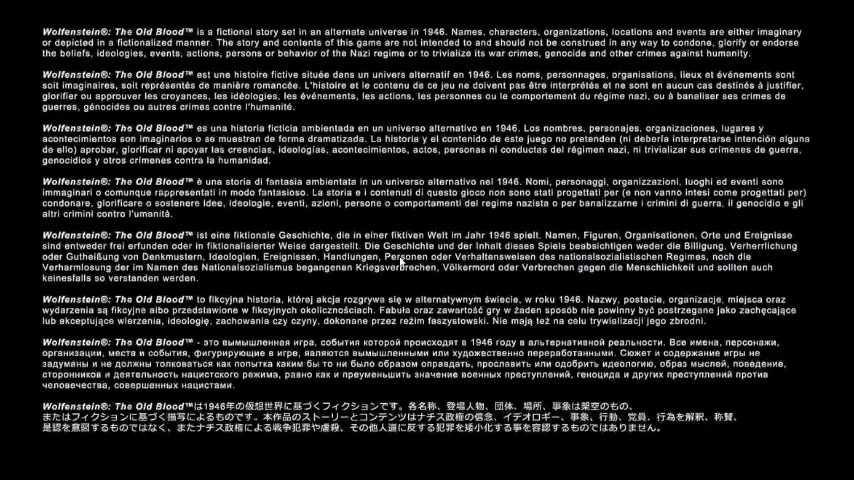 Wolfenstein®: The Old Blood™ is a fictional story set in an alternate universe in 1946. Names, characters, organizations, locations and events are either imaginary
or depicted in a fictionalized manner. The story and contents of this game are not intended to and should not be construed in any way to condone, glorify or endorse
the beliefs, ideologies, events, actions, persons or behavior of the Nazi regime or to trivialize its war crimes, genocide and other crimes against humanity.
Wolfenstein®: The Old Blood™ est une histoire fictive située dans un univers alternatif en 1946. Les noms, personnages, organisations, lieux et événements sont
soit imaginaires, soit représentés de manière romancée. L'histoire et le contenu de ce jeu ne doivent pas être interprétés et ne sont en aucun cas destinés à justifier,
glorifier ou approuver les croyances, les idéologies, les événements, les actions, les personnes ou le comportement du régime nazi, ou à banaliser ses crimes de
guerres, génocides ou autres crimes contre l'humanité.
Wolfenstein®: The Old Blood™ es una historia ficticia ambientada en un universo alternativo en 1946. Los nombres, personajes, organizaciones, lugares y
acontecimientos son imaginarios o se muestran de forma dramatizada. La historia y el contenido de este juego no pretenden (ni debería interpretarse intención alguna
de ello) aprobar, glorificar ni apoyar las creencias, ideologías, acontecimientos, actos, personas ni conductas del régimen nazi, ni trivializar sus crímenes de guerra,
genocidios y otros crímenes contra la humanidad.
Wolfenstein®: The Old Blood™ è una storia di fantasia ambientata in un universo alternativo nel 1946. Nomi, personaggi, organizzazioni, luoghi ed eventi sono
immaginari o comunque rappresentati in modo fantasioso. La storia e i contenuti di questo gioco non sono stati progettati per (e non vanno intesi come progettati per)
condonare, glorificare o sostenere idee, ideologie, eventi, azioni, persone o comportamenti del regime nazista o per banalizzarne i crimini di guerra, il genocidio e gli
altri crimini contro l'umanità.
Wolfenstein®: The Old Blood™ ist eine fiktionale Geschichte, die in einer fiktiven Welt im Jahr 1946 spielt. Namen, Figuren, Organisationen, Orte und Ereignisse
sind entweder frei erfunden oder in fiktionalisierter Weise dargestellt. Die Geschichte und der Inhalt dieses Spiels beabsichtigen weder die Billigung, Verherrlichung
oder Gutheißung von Denkmustern, Ideologien, Ereignissen, Handlungen, Personen oder Verhaltensweisen des nationalsozialistischen Regimes, noch die
Verharmlosung der im Namen des Nationalsozialismus begangenen Kriegsverbrechen, Völkermord oder Verbrechen gegen die Menschlichkeit und sollten auch
keinesfalls so verstanden werden.
Wolfenstein®: The Old Blood™ to fikcyjna historia, której akcja rozgrywa się w alternatywnym świecie, w roku 1946. Nazwy, postacie, organizacje, miejsca oraz
wydarzenia są fikcyjne albo przedstawione w fikcyjnych okolicznościach. Fabuła oraz zawartość gry w żaden sposób nie powinny być postrzegane jako zachęcające
lub akceptujące wierzenia, ideologię, zachowania czy czyny, dokonane przez reżim faszystowski. Nie mają też na celu trywializacji jego zbrodni.
Wolfenstein®: The Old Blood™ - это вымышленная игра, события которой происходят в 1946 году в альтернативной реальности. Все имена, персонажи,
организации, места и события, фигурирующие в игре, являются вымышленными или художественно переработанными. Сюжет и содержание игры не
задуманы и не должны толковаться как попытка каким бы то ни было образом оправдать, прославить или одобрить идеологию, образ мыслей, поведение,
сторонников и деятельность нацистского режима, равно как и преуменьшить значение военных преступлений, геноцида и других преступлений против
человечества, совершенных нацистами.
Wolfenstein®: The Old Blood™は1946年の仮想世界に基づくフィクションです。各名称、登場人物、団体、場所、事象は架空のもの、
またはフィクションに基づく描写によるものです。本作品のストーリーとコンテンツはナチス政権の信念、イデオロギー、事象、行動、党員、行為を解釈、称賛、
是認を意図するものではなく、またナチス政権による戦争犯罪や虐殺、その他人道に反する犯罪を矮小化する事を容認するものではありません。